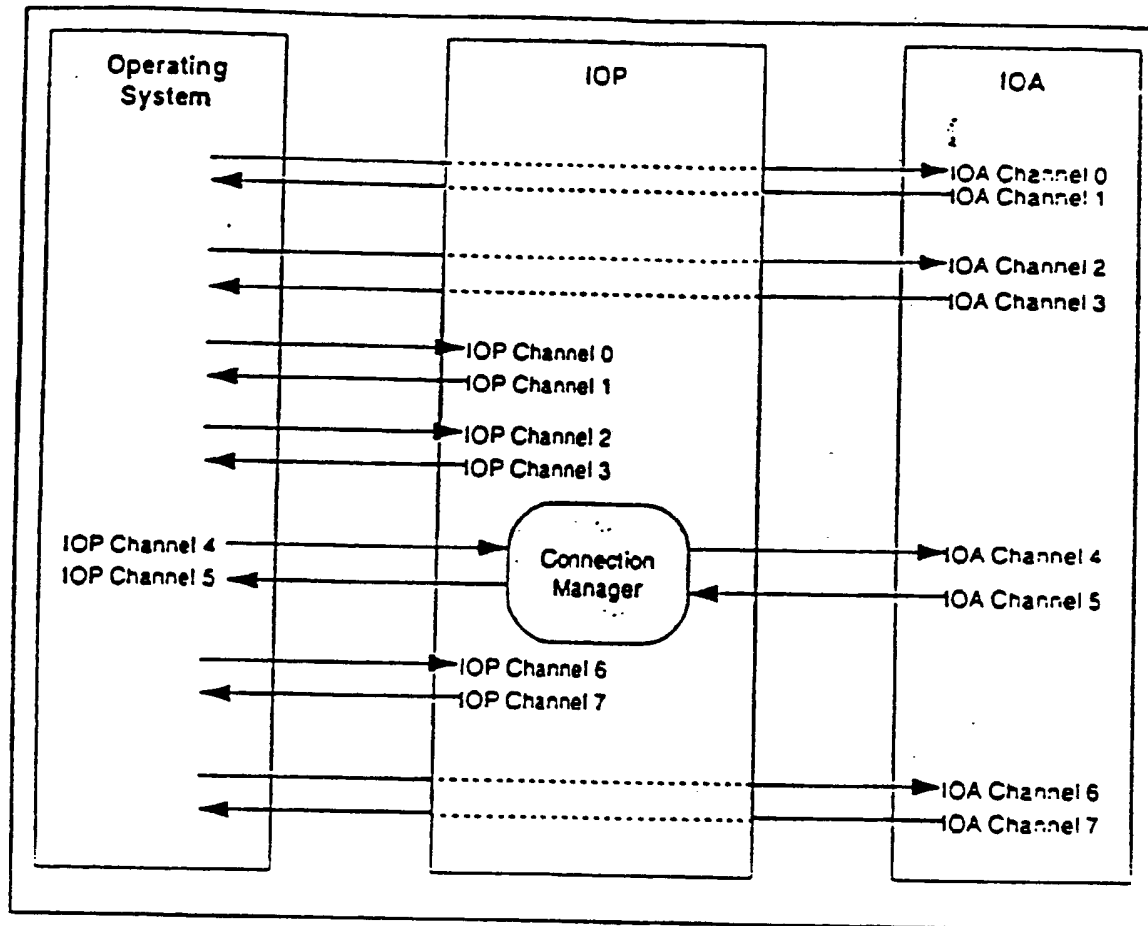 Operating
System
IOP
IOA
IOA Channel 0
IOA Channel 1
IOA Channel 2
IOA Channel 3
IOP Channel 0
IOP Channel 1
IOP Channel 2
IOP Channel 3
IOP Channel 4
IOP Channel 5
Connection
Manager
IOA Channel 4
IOA Channel 5
IOP Channel 6
IOP Channel 7
IOA Channel 6
IOA Channel 7